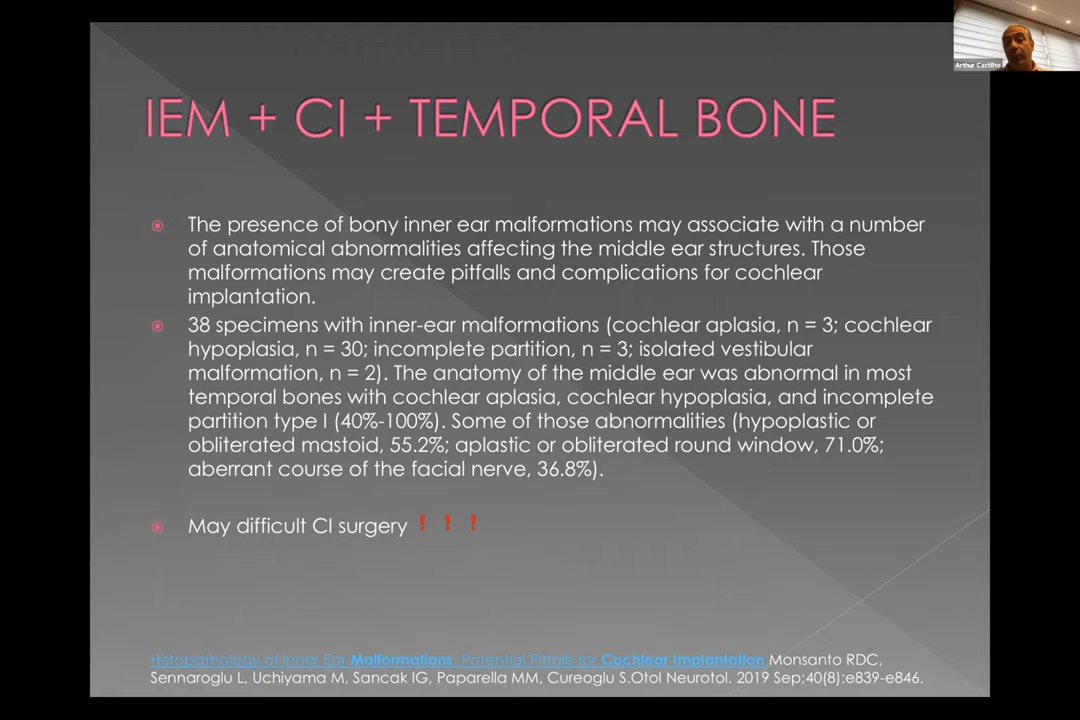 Arthur Castilho
IEM + CI + TEMPORAL BONE
The presence of bony inner ear malformations may associate with a number
of anatomical abnormalities affecting the middle ear structures. Those
malformations may create pitfalls and complications for cochlear
implantation.
38 specimens with inner-ear malformations (cochlear aplasia, n = 3; cochlear
hypoplasia, n = 30; incomplete partition, n = 3; isolated vestibular
malformation, n = 2). The anatomy of the middle ear was abnormal in most
temporal bones with cochlear aplasia, cochlear hypoplasia, and incomplete
partition type I (40%-100%). Some of those abnormalities (hypoplastic or
obliterated mastoid, 55.2%; aplastic or obliterated round window, 71.0%;
aberrant course of the facial nerve, 36.8%).
May difficult CI surgery ❗❗❗
Histopathology of Inner Ear Malformations: Potential Pitfalls for Cochlear Implantation.Monsanto RDC,
Sennaroglu L, Uchiyama M, Sancak IG, Paparella MM, Cureoglu S.Otol Neurotol. 2019 Sep;40(8):e839-e846.